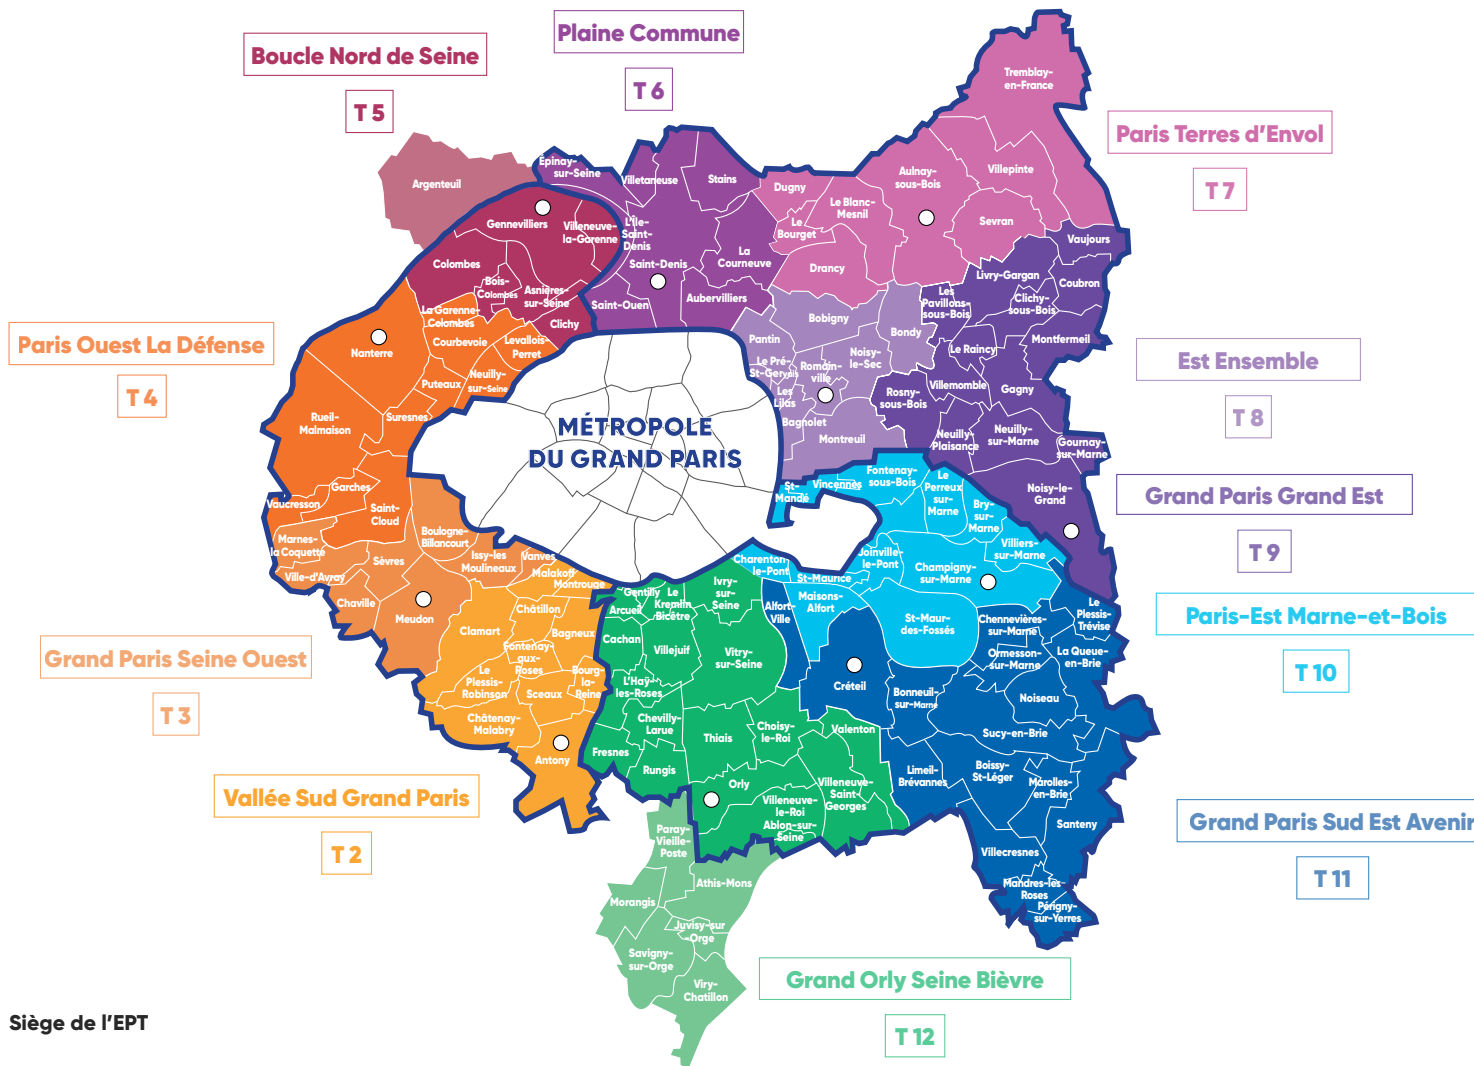 Plaine Commune
T 6
Boucle Nord de Seine
T 5
Paris Terres d'Envol
T 7
Paris Ouest La Défense
T 4
Est Ensemble
T 8
Grand Paris Grand Est
T 9
Paris-Est Marne-et-Bois
T 10
Grand Paris Seine Ouest
T 3
Vallée Sud Grand Paris
T 2
Grand Paris Sud Est Avenir
T 11
Grand Orly Seine Bièvre
T 12
Siège de l'EPT
MÉTROPOLE
DU GRAND PARIS
Argenteuil
Gennevilliers
Villeneuve-
la-Garenne
Colombes
Bois-
Colombes
Asnières-
sur-Seine
Clichy
Épinay-
sur-Seine
Villetaneuse
Stains
L'Île-
Saint-
Denis
Saint-Denis
La
Courneuve
Saint-Ouen
Aubervilliers
Tremblay-
en-France
Villepinte
Aulnay-
sous-Bois
Sevran
Dugny
Le Blanc-
Mesnil
Le
Bourget
Drancy
Vaujours
Livry-Gargan
Coubron
Les
Pavillons-
sous-Bois
Clichy-
sous-Bois
Montfermeil
Le Raincy
Villemomble
Gagny
Rosny-
sous-Bois
Neuilly-
Plaisance
Neuilly-
sur-Marne
Gournay-
sur-Marne
Noisy-le-
Grand
Bobigny
Bondy
Pantin
Le Pré-
St-Gervais
Romain-
ville
Noisy-
le-Sec
Les
Lilas
Bagnolet
Montreuil
La Garenne-
Colombes
Nanterre
Courbevoie
Levallois-
Perret
Puteaux
Neuilly-
sur-Seine
Suresnes
Rueil-
Malmaison
Garches
Vaucresson
Saint-
Cloud
Marnes-
la Coquette
Ville-d'Avray
Sèvres
Chaville
Meudon
Boulogne-
Billancourt
Issy-les
Moulineaux
Vanves
Malakoff
Montrouge
Châtillon
Clamart
Bagneux
Fontenay-
aux-
Roses
Le
Plessis-
Robinson
Sceaux
Bourg-
la-
Reine
Châtenay-
Malabry
Antony
St-
Mandé
Vincennes
Fontenay-
sous-Bois
Le
Perreux
sur-
Marne
Bry-
sur-
Marne
Villiers-
sur-Marne
Joinville-
le-Pont
Champigny-
sur-Marne
Charenton
le-Pont
St-Maurice
Maisons-
Alfort
St-Maur-
des-Fossés
Gentilly
Le
Kremlin
Bicêtre
Ivry-
sur-
Seine
Arcueil
Cachan
Villejuif
Vitry-
sur-Seine
L'Haÿ-
les-Roses
Chevilly-
Larue
Thiais
Choisy-
le-Roi
Fresnes
Rungis
Orly
Valenton
Villeneuve-
Saint
Georges
Villeneuve-
le-Roi
Ablon-sur-
Seine
Paray-
Vieille-
Poste
Athis-Mons
Morangis
Juvisy-sur
-Orge
Savigny-
sur-Orge
Viry-
Chatillon
Alfort-
Ville
Créteil
Le
Plessis-
Trévise
Chennevières-
sur-Marne
Ormesson-
sur-Marne
La Queue-
en-Brie
Bonneuil-
sur-Marne
Noiseau
Sucy-en-Brie
Limeil-
Brévannes
Boissy-
St-Léger
Marolles-
en-Brie
Santeny
Villecresnes
Mandres-les-
Roses
Périgny-
sur-Yerres